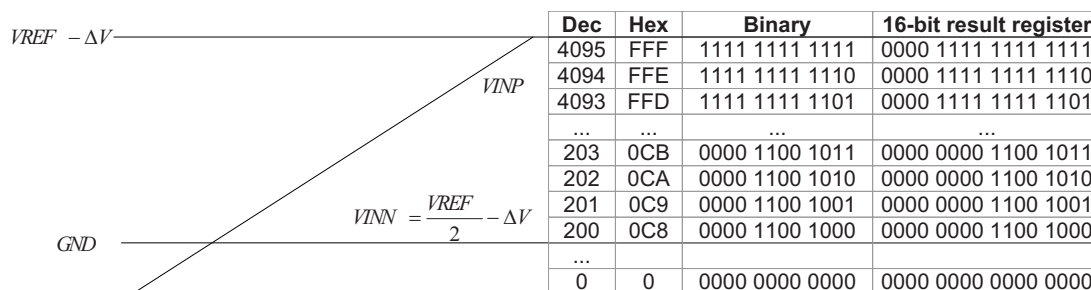 VREF − ΔV
VINP
VINN = VREF / 2 − ΔV
GND
Dec Hex Binary 16-bit result register
4095 FFF 1111 1111 1111 0000 1111 1111 1111
4094 FFE 1111 1111 1110 0000 1111 1111 1110
4093 FFD 1111 1111 1101 0000 1111 1111 1101
... ... ... ...
203 0CB 0000 1100 1011 0000 0000 1100 1011
202 0CA 0000 1100 1010 0000 0000 1100 1010
201 0C9 0000 1100 1001 0000 0000 1100 1001
200 0C8 0000 1100 1000 0000 0000 1100 1000
...
0 0 0000 0000 0000 0000 0000 0000 0000